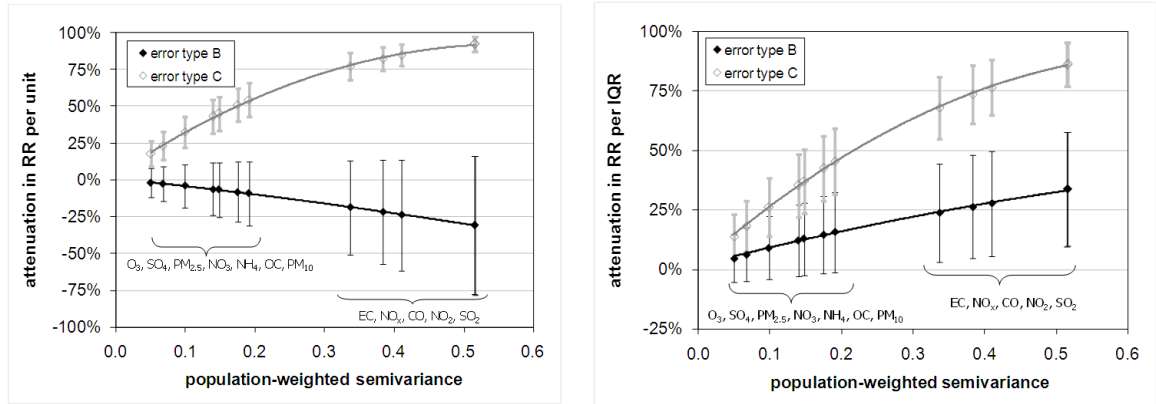 attenuation in RR per unit
100%
75%
50%
25%
0%
-25%
-50%
-75%
-100%
error type B
error type C
O3, SO4, PM2.5, NO3, NH4, OC, PM10
EC, NOx, CO, NO2, SO2
0.0 0.1 0.2 0.3 0.4 0.5 0.6
population-weighted semivariance
attenuation in RR per IQR
100%
75%
50%
25%
0%
-25%
error type B
error type C
O3, SO4, PM2.5, NO3, NH4, OC, PM10
EC, NOx, CO, NO2, SO2
0.0 0.1 0.2 0.3 0.4 0.5 0.6
population-weighted semivariance